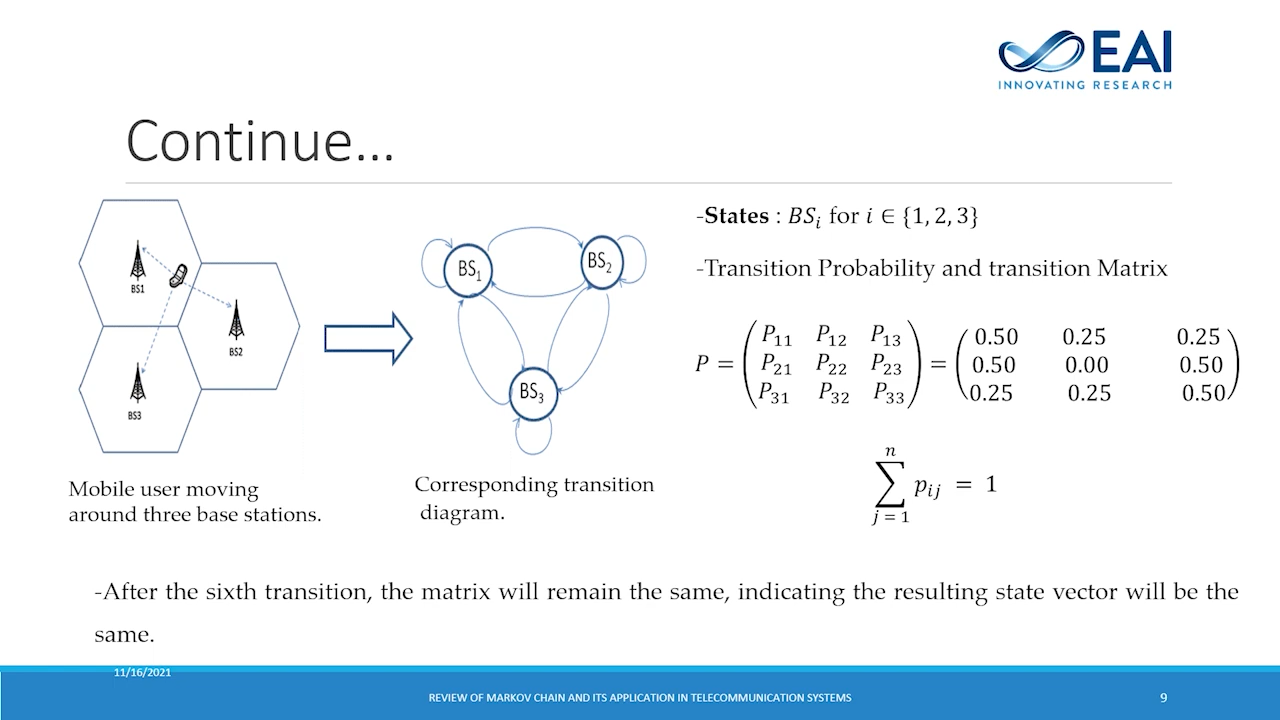 EAI
INNOVATING RESEARCH
Continue...
BS1
BS2
BS3
Mobile user moving
around three base stations.
BS₁
BS₂
BS₃
Corresponding transition
diagram.
-States : BSᵢ for i ∈ {1, 2, 3}
-Transition Probability and transition Matrix
P = (P₁₁ P₁₂ P₁₃) = (0.50 0.25 0.25)
(P₂₁ P₂₂ P₂₃) (0.50 0.00 0.50)
(P₃₁ P₃₂ P₃₃) (0.25 0.25 0.50)
n
∑ pᵢⱼ = 1
j = 1
-After the sixth transition, the matrix will remain the same, indicating the resulting state vector will be the
same.
11/16/2021
REVIEW OF MARKOV CHAIN AND ITS APPLICATION IN TELECOMMUNICATION SYSTEMS
9